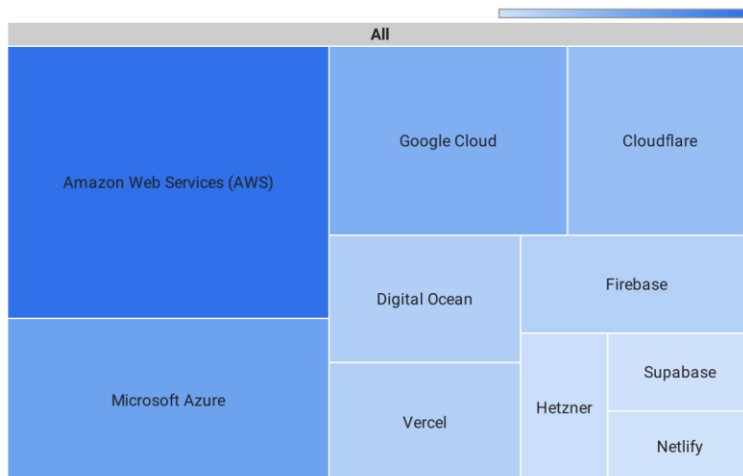 All
Amazon Web Services (AWS)
Google Cloud
Cloudflare
Digital Ocean
Firebase
Microsoft Azure
Vercel
Hetzner
Supabase
Netlify